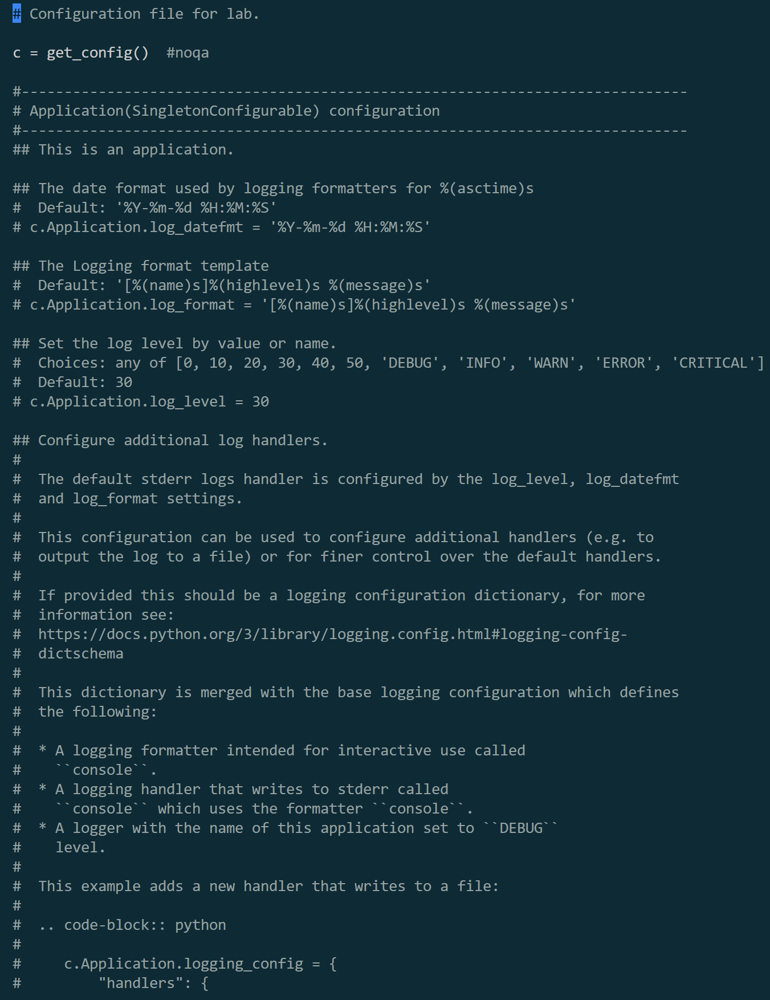 # Configuration file for lab.
c = get_config()  #noqa
#------------------------------------------------------------------------------
# Application(SingletonConfigurable) configuration
#------------------------------------------------------------------------------
## This is an application.
## The date format used by logging formatters for %(asctime)s
#  Default: '%Y-%m-%d %H:%M:%S'
# c.Application.log_datefmt = '%Y-%m-%d %H:%M:%S'
## The Logging format template
#  Default: '[%(name)s]%(highlevel)s %(message)s'
# c.Application.log_format = '[%(name)s]%(highlevel)s %(message)s'
## Set the log level by value or name.
#  Choices: any of [0, 10, 20, 30, 40, 50, 'DEBUG', 'INFO', 'WARN', 'ERROR', 'CRITICAL']
#  Default: 30
# c.Application.log_level = 30
## Configure additional log handlers.
#
#  The default stderr logs handler is configured by the log_level, log_datefmt
#  and log_format settings.
#
#  This configuration can be used to configure additional handlers (e.g. to
#  output the log to a file) or for finer control over the default handlers.
#
#  If provided this should be a logging configuration dictionary, for more
#  information see:
#  https://docs.python.org/3/library/logging.config.html#logging-config-
#  dictschema
#
#  This dictionary is merged with the base logging configuration which defines
#  the following:
#
#  * A logging formatter intended for interactive use called
#    ``console``.
#  * A logging handler that writes to stderr called
#    ``console`` which uses the formatter ``console``.
#  * A logger with the name of this application set to ``DEBUG``
#    level.
#
#  This example adds a new handler that writes to a file:
#
#  .. code-block:: python
#
#     c.Application.logging_config = {
#         "handlers": {